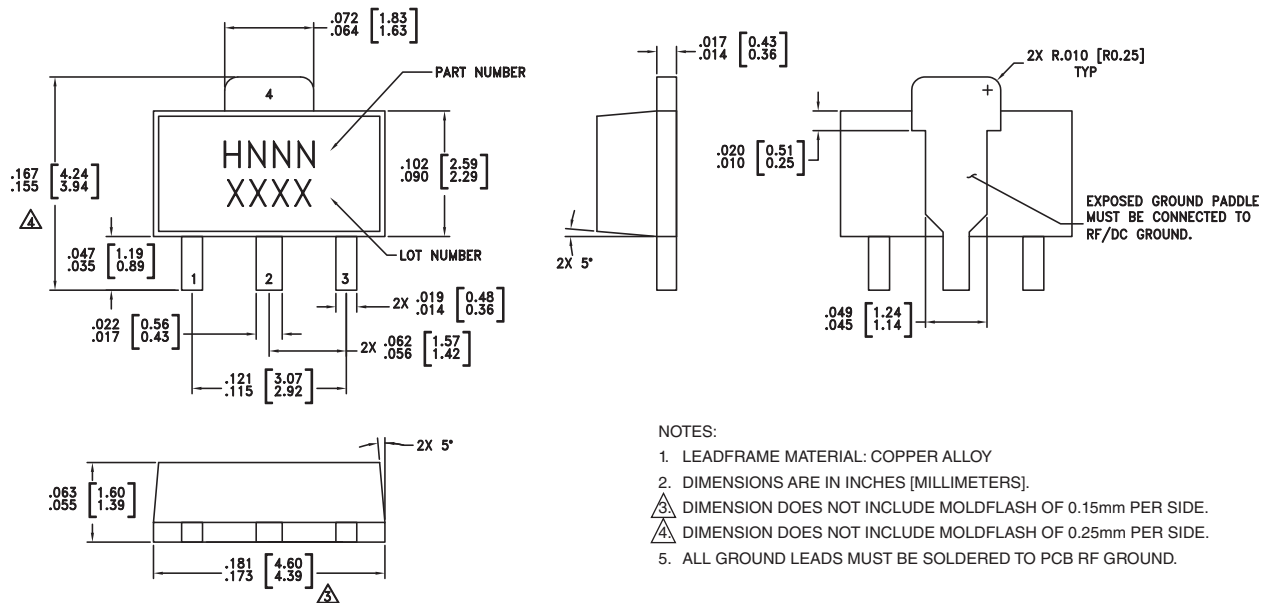 .072 [1.83]
.064 [1.63]
PART NUMBER
4
HNNN
XXXX
.102 [2.59]
.090 [2.29]
.167 [4.24]
.155 [3.94]
4
.047 [1.19]
.035 [0.89]
LOT NUMBER
1 2 3
2X .019 [0.48]
.014 [0.36]
.022 [0.56]
.017 [0.43]
2X .062 [1.57]
.056 [1.42]
.121 [3.07]
.115 [2.92]
.017 [0.43]
.014 [0.36]
2X 5°
2X R.010 [R0.25]
TYP
.020 [0.51]
.010 [0.25]
EXPOSED GROUND PADDLE
MUST BE CONNECTED TO
RF/DC GROUND.
.049 [1.24]
.045 [1.14]
2X 5°
.063 [1.60]
.055 [1.39]
.181 [4.60]
.173 [4.39]
3
NOTES:
1. LEADFRAME MATERIAL: COPPER ALLOY
2. DIMENSIONS ARE IN INCHES [MILLIMETERS].
3. DIMENSION DOES NOT INCLUDE MOLDFLASH OF 0.15mm PER SIDE.
4. DIMENSION DOES NOT INCLUDE MOLDFLASH OF 0.25mm PER SIDE.
5. ALL GROUND LEADS MUST BE SOLDERED TO PCB RF GROUND.